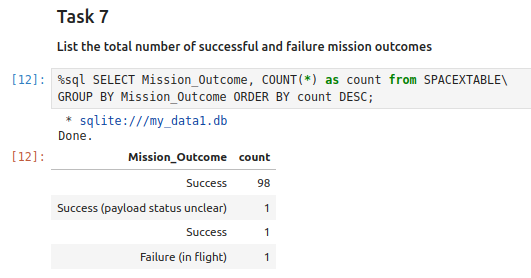 Task 7
List the total number of successful and failure mission outcomes
[12]: %sql SELECT Mission_Outcome, COUNT(*) as count from SPACEXTABLE\
GROUP BY Mission_Outcome ORDER BY count DESC;
* sqlite:///my_data1.db
Done.
[12]: Mission_Outcome count
Success 98
Success (payload status unclear) 1
Success 1
Failure (in flight) 1